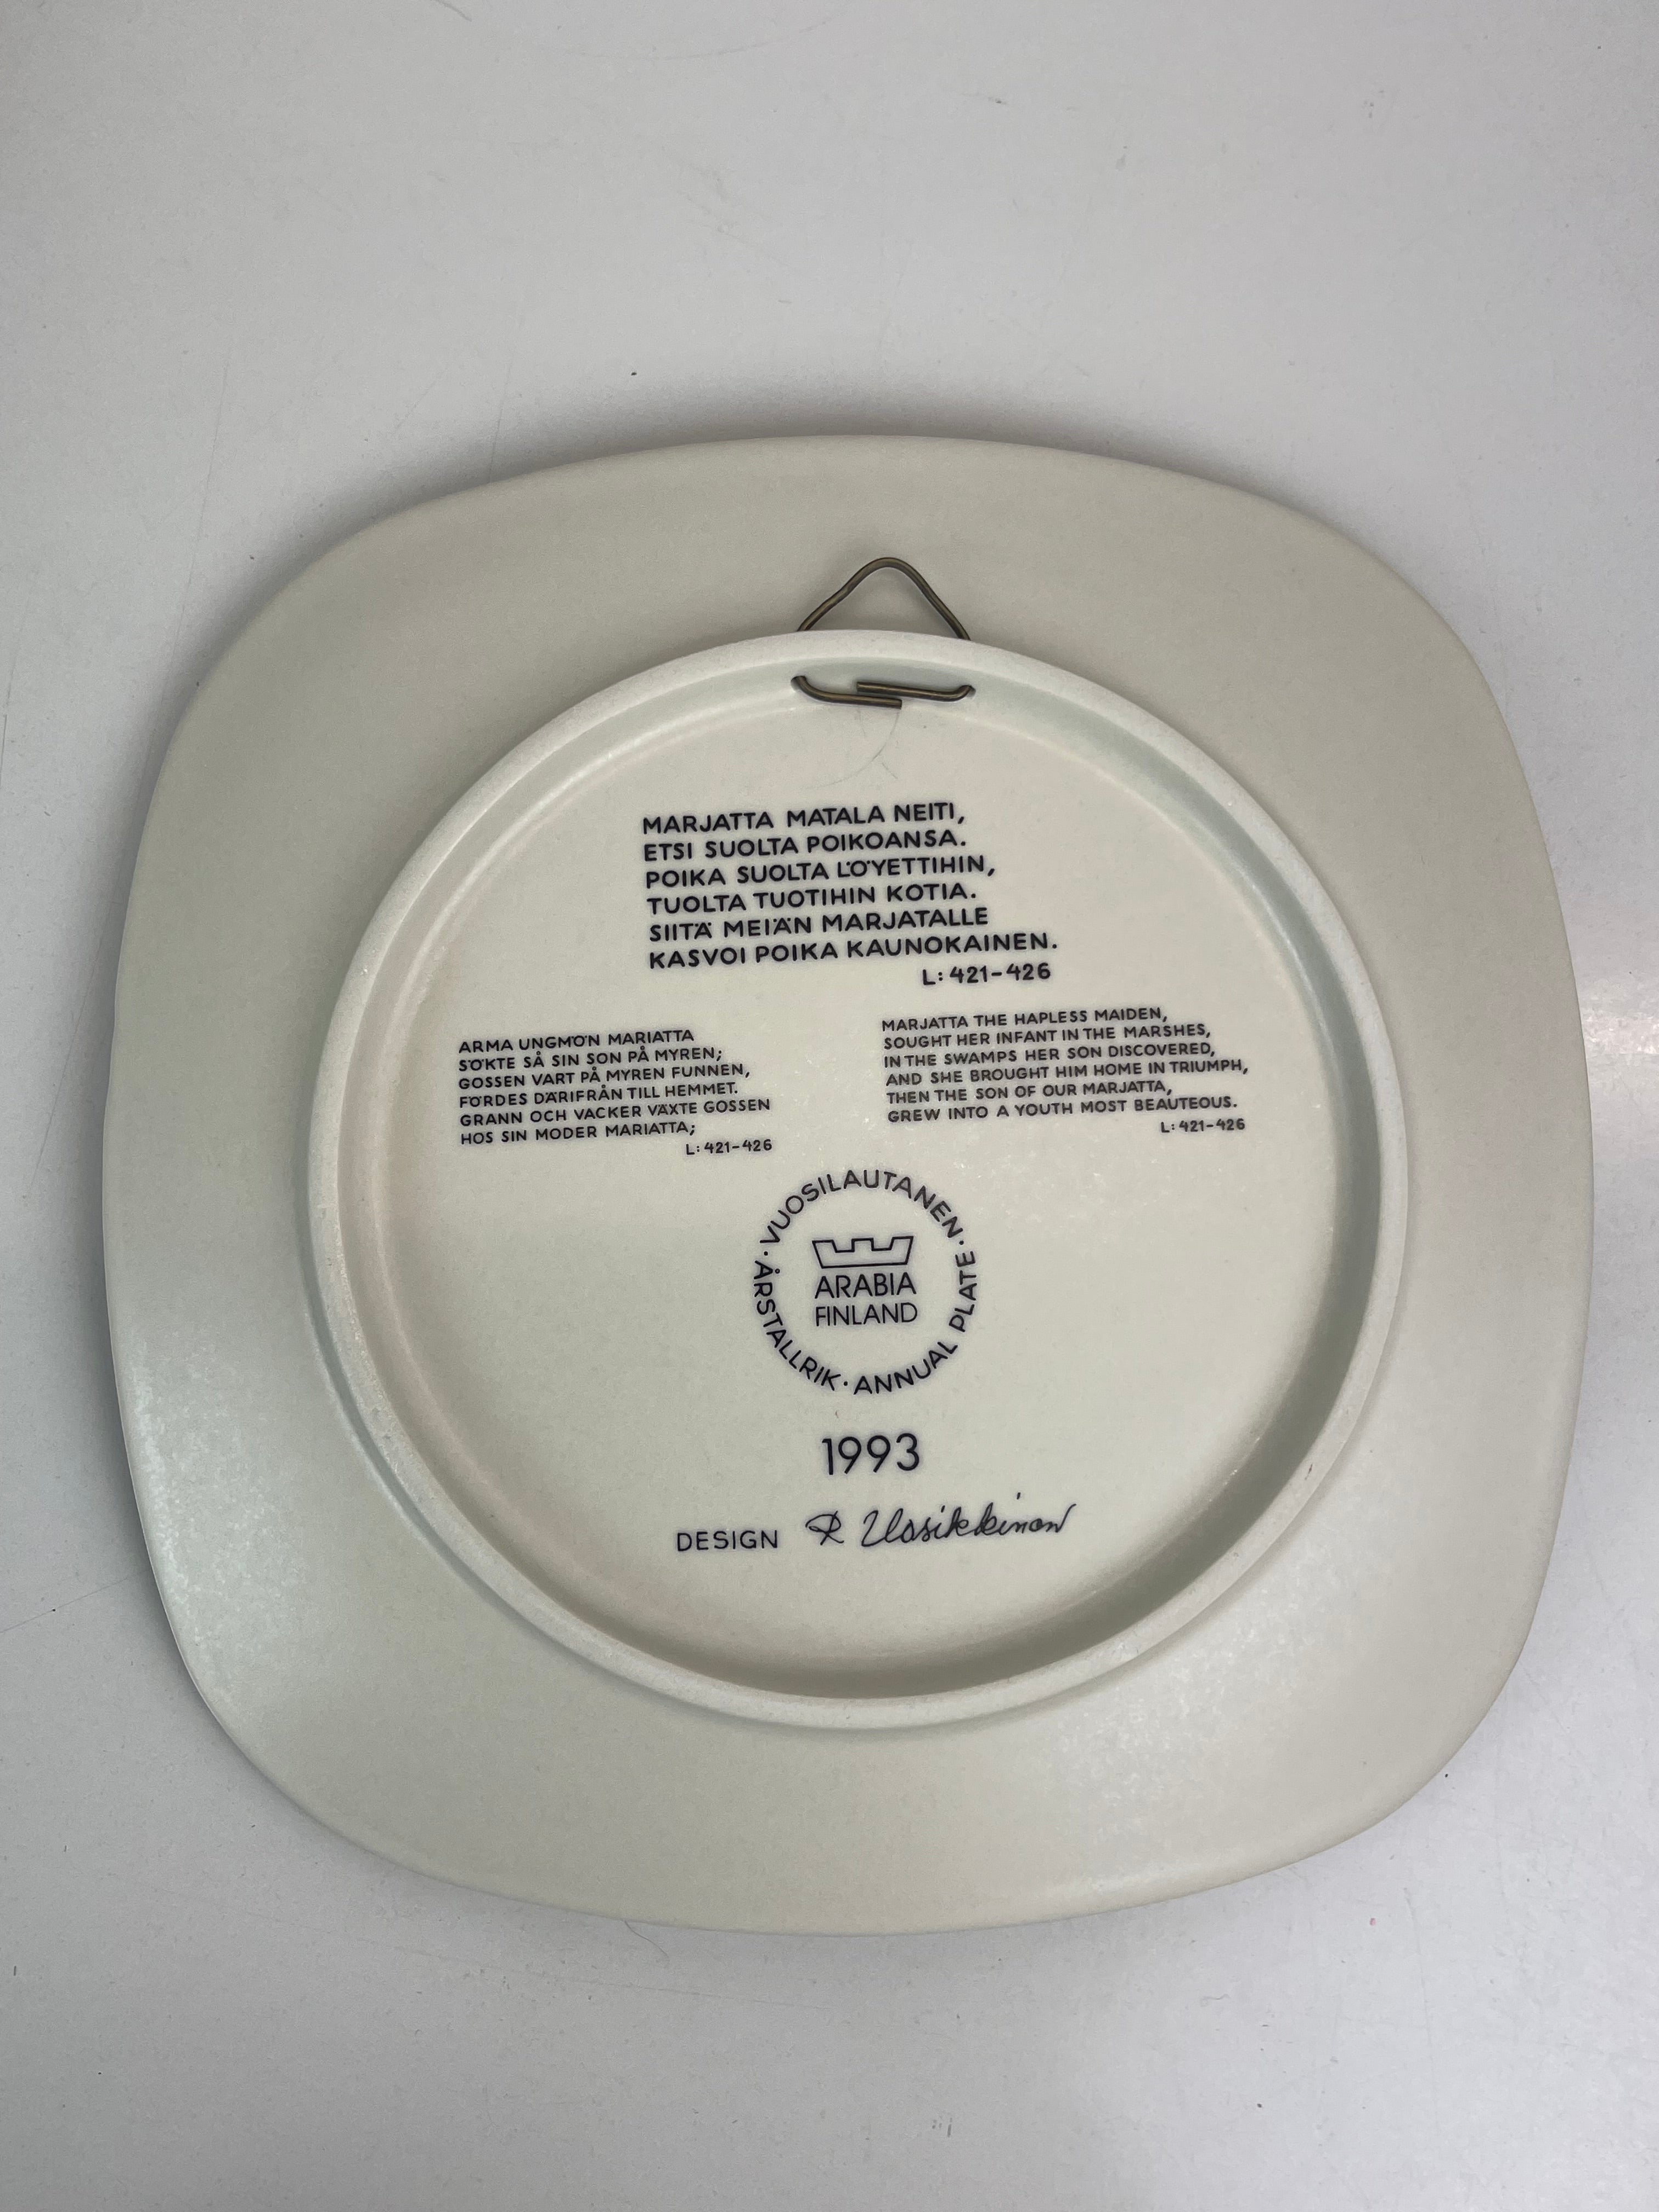 MARJATTA MATALA NEITI,
ETSI SUOLTA POIKOANSA.
POIKA SUOLTA LÖYETTIHIN,
TUOLTA TUOTIHIN KOTIA.
SIITÄ MEIÄN MARJATALLE
KASVOI POIKA KAUNOKAINEN.
L: 421-426
ARMA UNGMÖN MARIATTA
SÖKTE SÅ SIN SON PÅ MYREN;
GOSSEN VART PÅ MYREN FUNNEN,
FÖRDES DÄRIFRÅN TILL HEMMET.
GRANN OCH VACKER VÄXTE GOSSEN
HOS SIN MODER MARIATTA;
L: 421-426
MARJATTA THE HAPLESS MAIDEN,
SOUGHT HER INFANT IN THE MARSHES,
IN THE SWAMPS HER SON DISCOVERED,
AND SHE BROUGHT HIM HOME IN TRIUMPH,
THEN THE SON OF OUR MARJATTA,
GREW INTO A YOUTH MOST BEAUTEOUS.
L: 421-426
· VUOSILAUTANEN · ANNUAL PLATE · ÅRSTALLRIK
ARABIA
FINLAND
1993
DESIGN R Uosikkinen